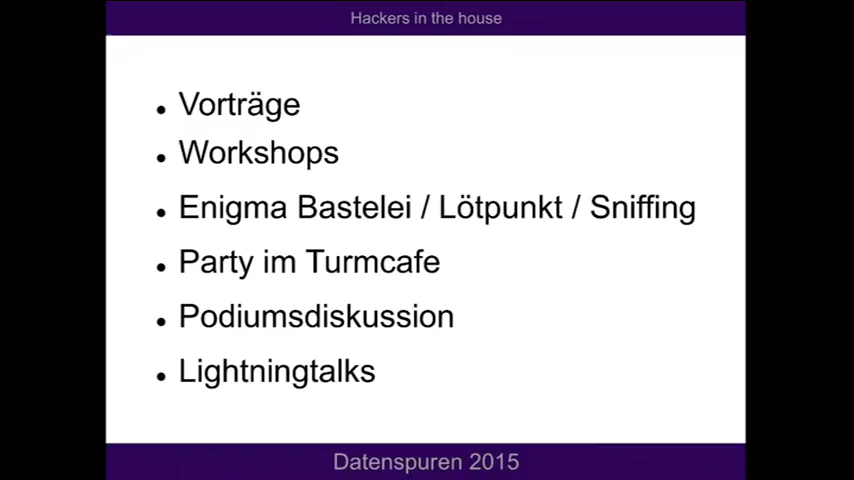 Hackers in the house
Vorträge
Workshops
Enigma Bastelei / Lötpunkt / Sniffing
Party im Turmcafe
Podiumsdiskussion
Lightningtalks
Datenspuren 2015